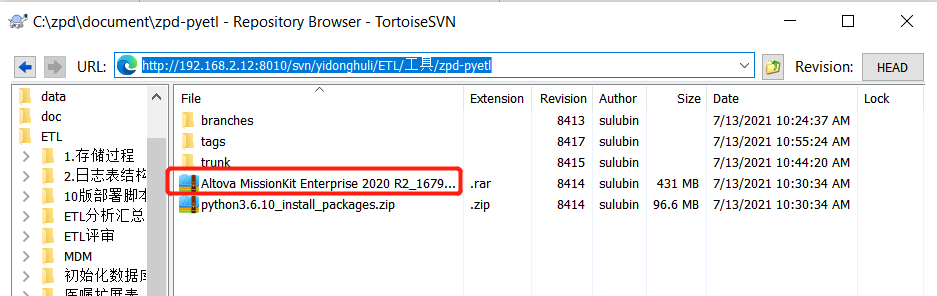 C:\zpd\document\zpd-pyetl - Repository Browser - TortoiseSVN
URL: http://192.168.2.12:8010/svn/yidonghuli/ETL/工具/zpd-pyetl Revision: HEAD
data
doc
ETL
1.存储过程
2.日志表结构
10版部署脚本
ETL分析汇总
ETL评审
MDM
初始化数据库
医嘱扩展表
File Extension Revision Author Size Date Lock
branches 8413 sulubin 7/13/2021 10:24:37 AM
tags 8417 sulubin 7/13/2021 10:55:24 AM
trunk 8415 sulubin 7/13/2021 10:44:20 AM
Altova MissionKit Enterprise 2020 R2_1679... .rar 8414 sulubin 431 MB 7/13/2021 10:30:34 AM
python3.6.10_install_packages.zip .zip 8414 sulubin 96.6 MB 7/13/2021 10:30:34 AM